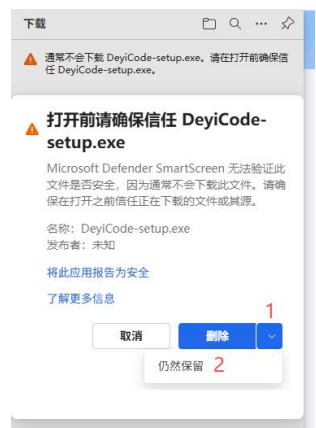 下载
通常不会下载 DeyiCode-setup.exe。请在打开前确保信
任 DeyiCode-setup.exe。
打开前请确保信任 DeyiCode-
setup.exe
Microsoft Defender SmartScreen 无法验证此
文件是否安全，因为通常不会下载此文件。请确
保在打开之前信任正在下载的文件或其源。
名称：DeyiCode-setup.exe
发布者：未知
将此应用报告为安全
了解更多信息
1
取消 删除
仍然保留 2